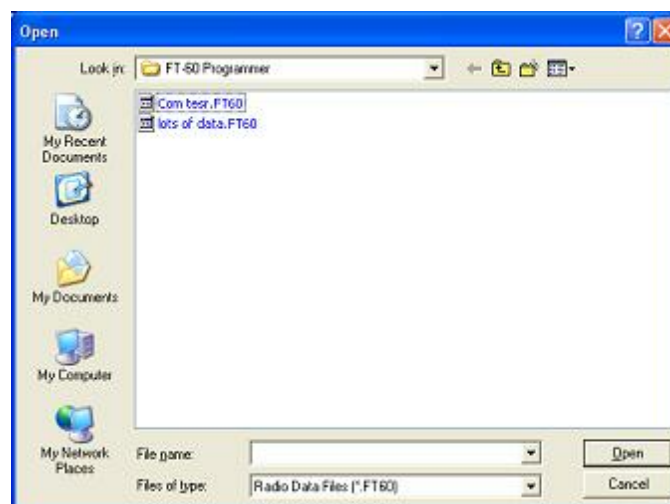 Open
Look in: FT-60 Programmer
Com tesr.FT60
lots of data.FT60
My Recent
Documents
Desktop
My Documents
My Computer
My Network
Places
File name:
Open
Files of type: Radio Data Files (*.FT60)
Cancel